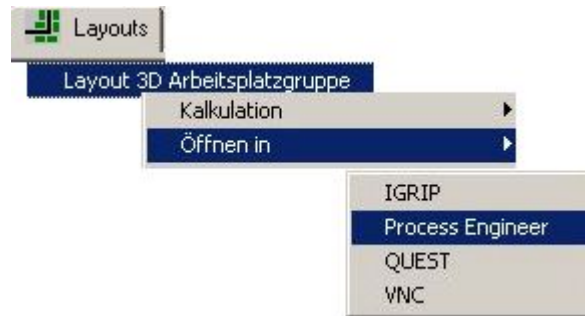 Layouts
Layout 3D Arbeitsplatzgruppe
Kalkulation
Öffnen in
IGRIP
Process Engineer
QUEST
VNC